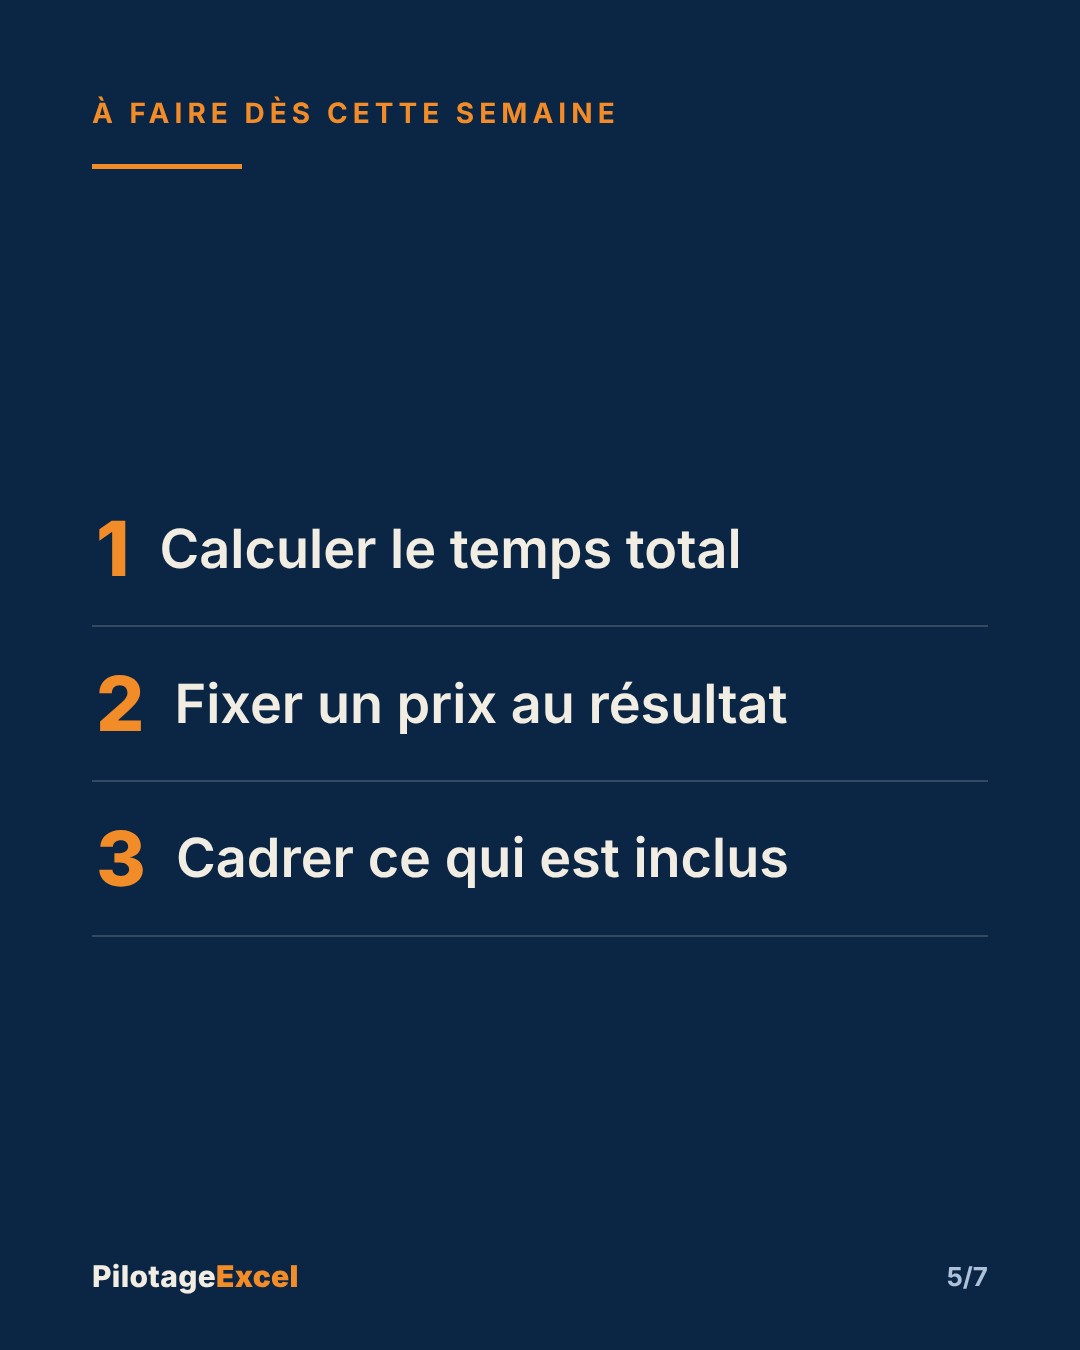 À FAIRE DÈS CETTE SEMAINE
1 Calculer le temps total
2 Fixer un prix au résultat
3 Cadrer ce qui est inclus
PilotageExcel
5/7